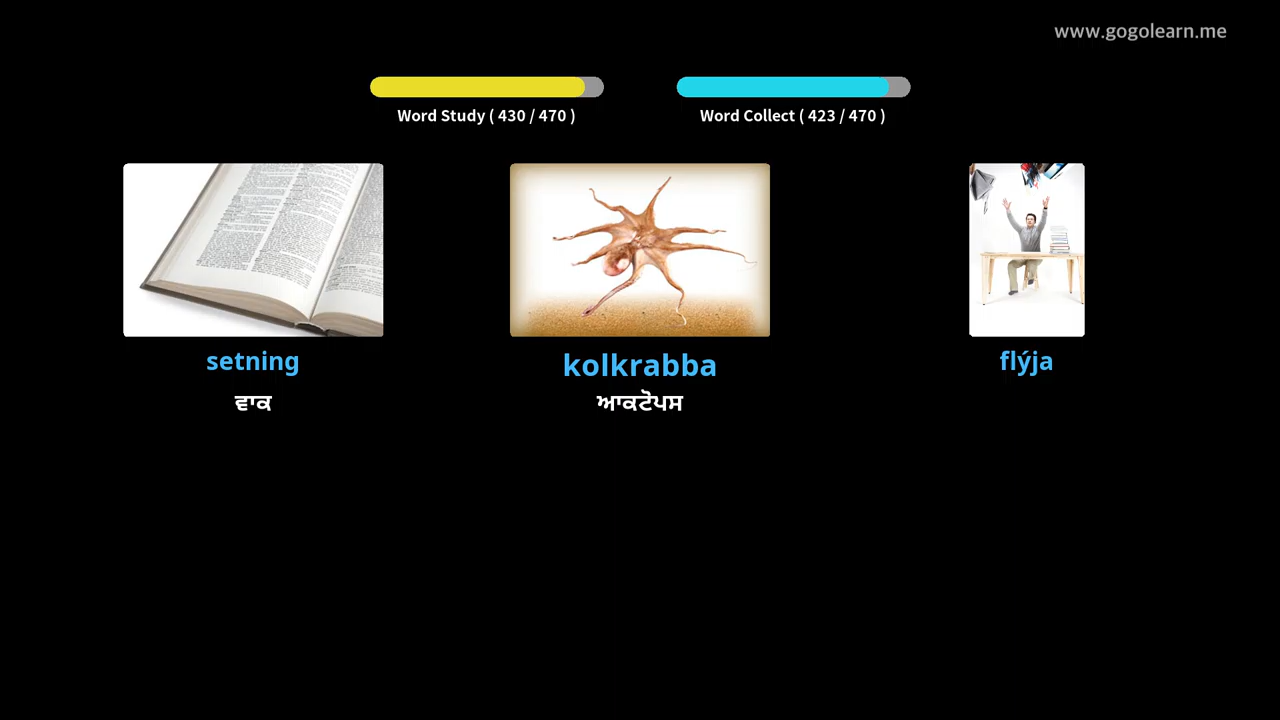 www.gogolearn.me
Word Study ( 430 / 470 )
Word Collect ( 423 / 470 )
setning
kolkrabba
flýja
ਵਾਕ
ਆਕਟੋਪਸ